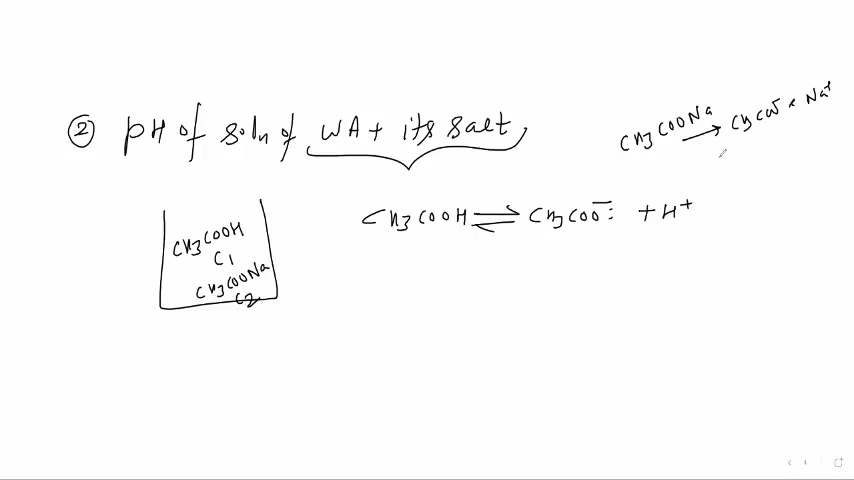 ② pH of soln of WA + its salt
CH3COONa → CH3COO⁻ + Na⁺
CH3COOH ⇌ CH3COO⁻ + H⁺
CH3COOH
C1
CH3COONa
C2